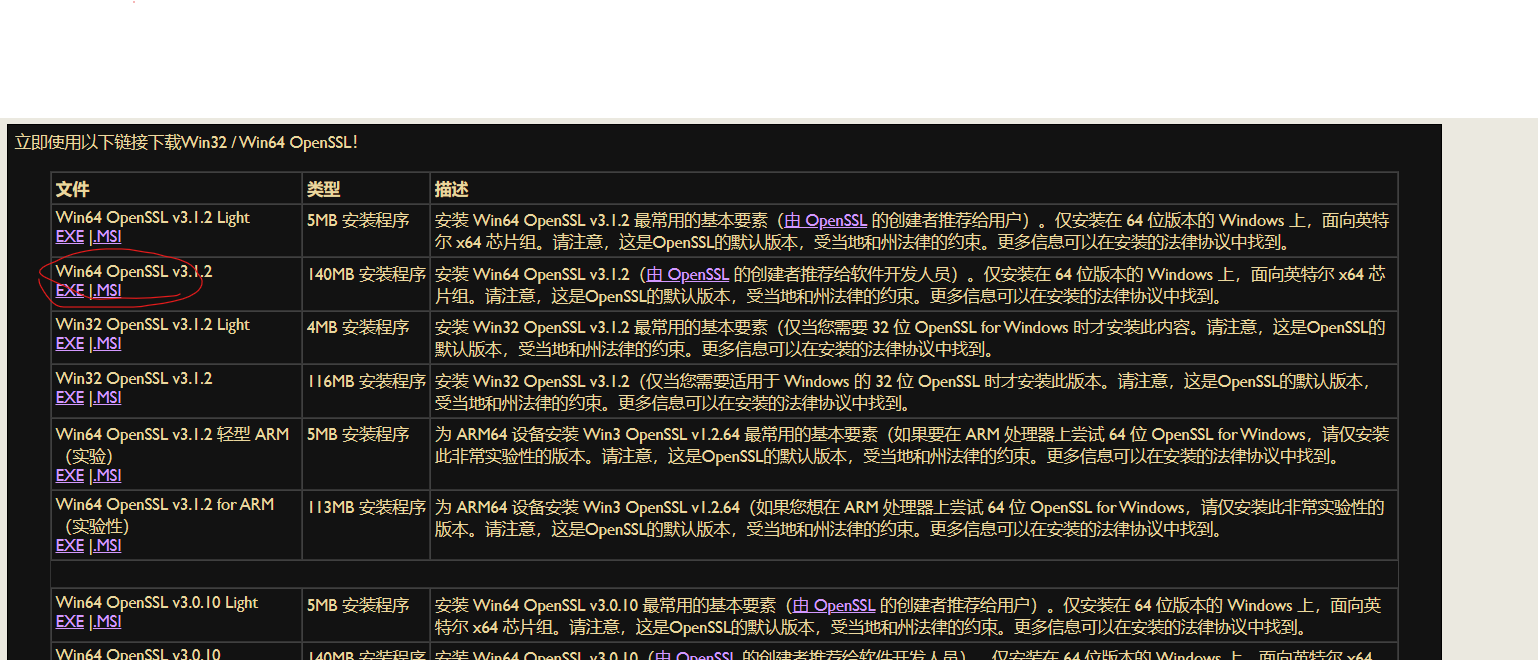 立即使用以下链接下载Win32 / Win64 OpenSSL！
文件 类型 描述
Win64 OpenSSL v3.1.2 Light
EXE | .MSI
5MB 安装程序
安装 Win64 OpenSSL v3.1.2 最常用的基本要素（由 OpenSSL 的创建者推荐给用户）。仅安装在 64 位版本的 Windows 上，面向英特
尔 x64 芯片组。请注意，这是OpenSSL的默认版本，受当地和州法律的约束。更多信息可以在安装的法律协议中找到。
Win64 OpenSSL v3.1.2
EXE | .MSI
140MB 安装程序
安装 Win64 OpenSSL v3.1.2（由 OpenSSL 的创建者推荐给软件开发人员）。仅安装在 64 位版本的 Windows 上，面向英特尔 x64 芯
片组。请注意，这是OpenSSL的默认版本，受当地和州法律的约束。更多信息可以在安装的法律协议中找到。
Win32 OpenSSL v3.1.2 Light
EXE | .MSI
4MB 安装程序
安装 Win32 OpenSSL v3.1.2 最常用的基本要素（仅当您需要 32 位 OpenSSL for Windows 时才安装此内容。请注意，这是OpenSSL的
默认版本，受当地和州法律的约束。更多信息可以在安装的法律协议中找到。
Win32 OpenSSL v3.1.2
EXE | .MSI
116MB 安装程序
安装 Win32 OpenSSL v3.1.2（仅当您需要适用于 Windows 的 32 位 OpenSSL 时才安装此版本。请注意，这是OpenSSL的默认版本，
受当地和州法律的约束。更多信息可以在安装的法律协议中找到。
Win64 OpenSSL v3.1.2 轻型 ARM
（实验）
EXE | .MSI
5MB 安装程序
为 ARM64 设备安装 Win3 OpenSSL v1.2.64 最常用的基本要素（如果要在 ARM 处理器上尝试 64 位 OpenSSL for Windows，请仅安装
此非常实验性的版本。请注意，这是OpenSSL的默认版本，受当地和州法律的约束。更多信息可以在安装的法律协议中找到。
Win64 OpenSSL v3.1.2 for ARM
（实验性）
EXE | .MSI
113MB 安装程序
为 ARM64 设备安装 Win3 OpenSSL v1.2.64（如果您想在 ARM 处理器上尝试 64 位 OpenSSL for Windows，请仅安装此非常实验性的
版本。请注意，这是OpenSSL的默认版本，受当地和州法律的约束。更多信息可以在安装的法律协议中找到。
Win64 OpenSSL v3.0.10 Light
EXE | .MSI
5MB 安装程序
安装 Win64 OpenSSL v3.0.10 最常用的基本要素（由 OpenSSL 的创建者推荐给用户）。仅安装在 64 位版本的 Windows 上，面向英
特尔 x64 芯片组。请注意，这是OpenSSL的默认版本，受当地和州法律的约束。更多信息可以在安装的法律协议中找到。
Win64 OpenSSL v3.0.10
140MB 安装程序
安装 Win64 OpenSSL v3.0.10（由 OpenSSL 的创建者推荐给软件开发人员）。仅安装在 64 位版本的 Windows 上，面向英特尔 x64